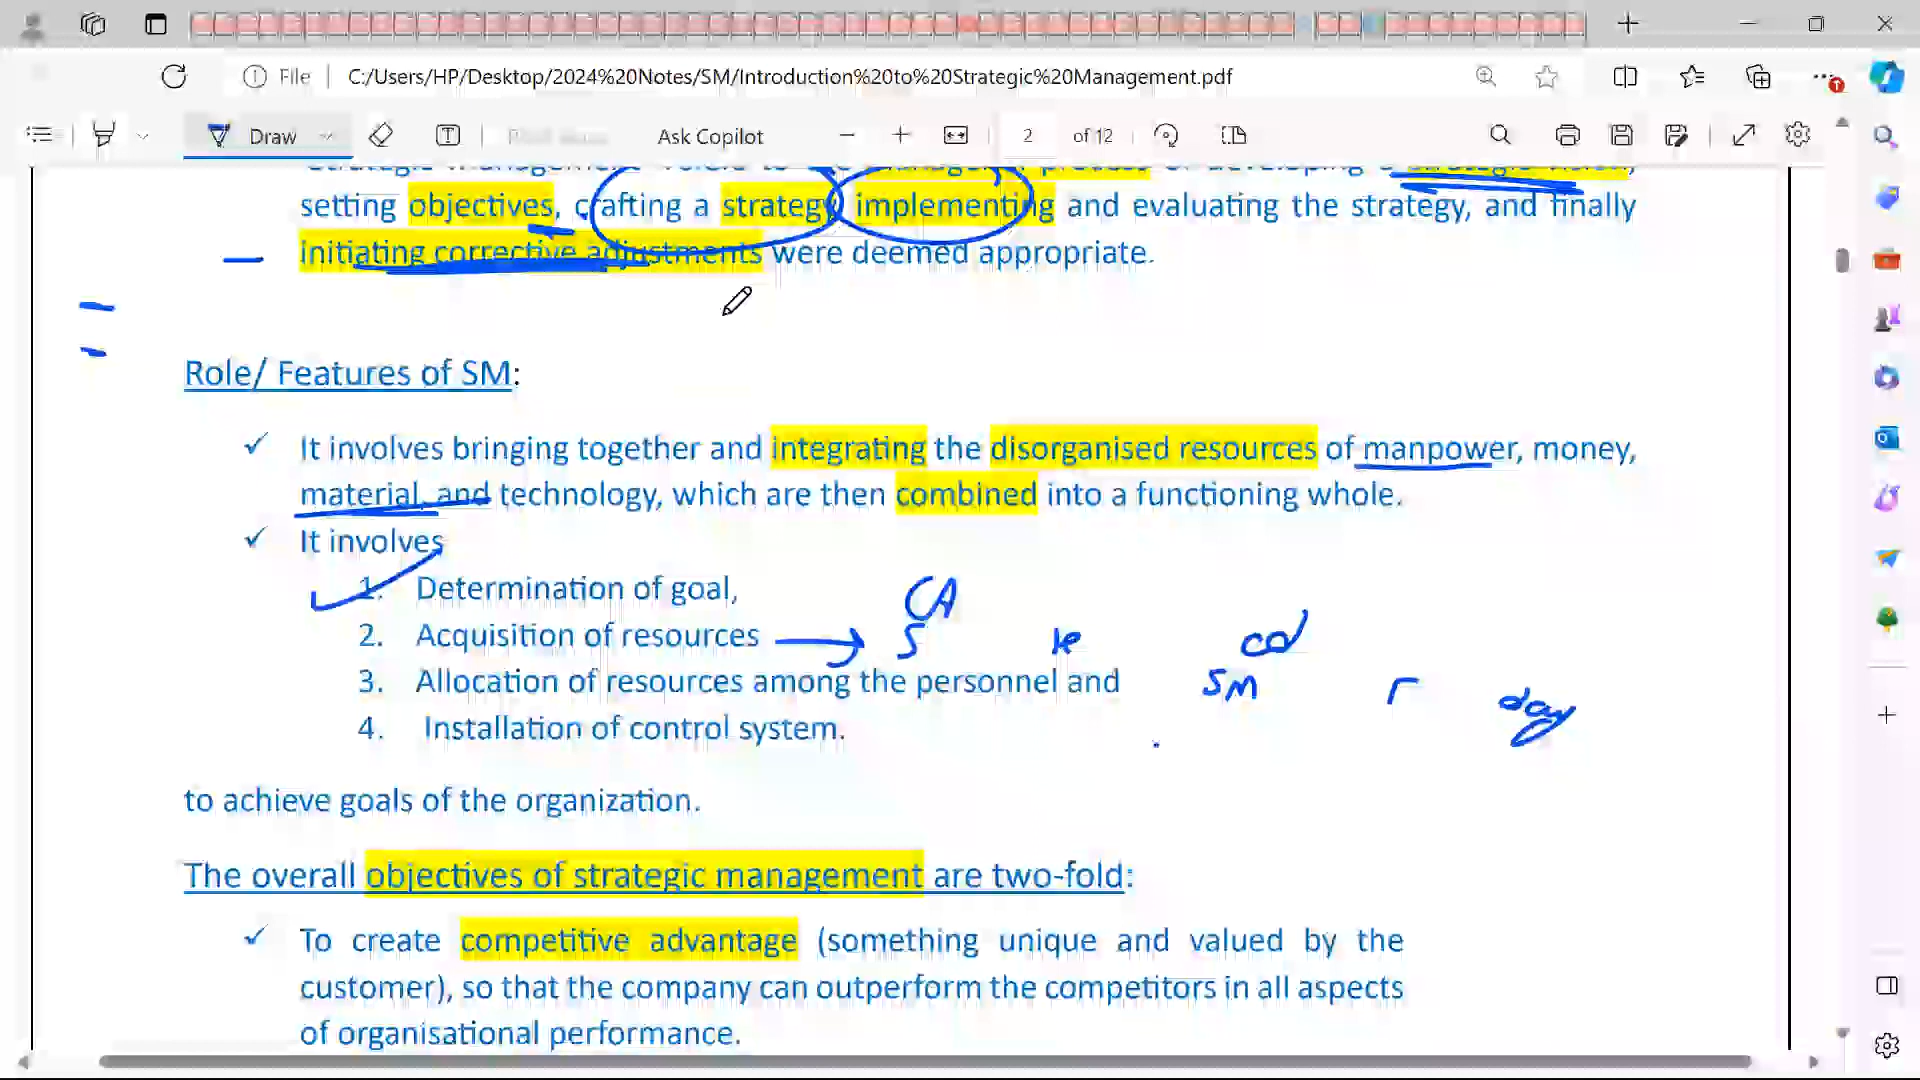 File C:/Users/HP/Desktop/2024%20Notes/SM/Introduction%20to%20Strategic%20Management.pdf
Draw Ask Copilot 2 of 12
setting objectives, crafting a strategy implementing and evaluating the strategy, and finally
initiating corrective adjustments were deemed appropriate.
Role/ Features of SM:
✓ It involves bringing together and integrating the disorganised resources of manpower, money,
material, and technology, which are then combined into a functioning whole.
✓ It involves
1. Determination of goal,
CA
2. Acquisition of resources
3. Allocation of resources among the personnel and
SM
day
4. Installation of control system.
to achieve goals of the organization.
The overall objectives of strategic management are two-fold:
✓ To create competitive advantage (something unique and valued by the
customer), so that the company can outperform the competitors in all aspects
of organisational performance.